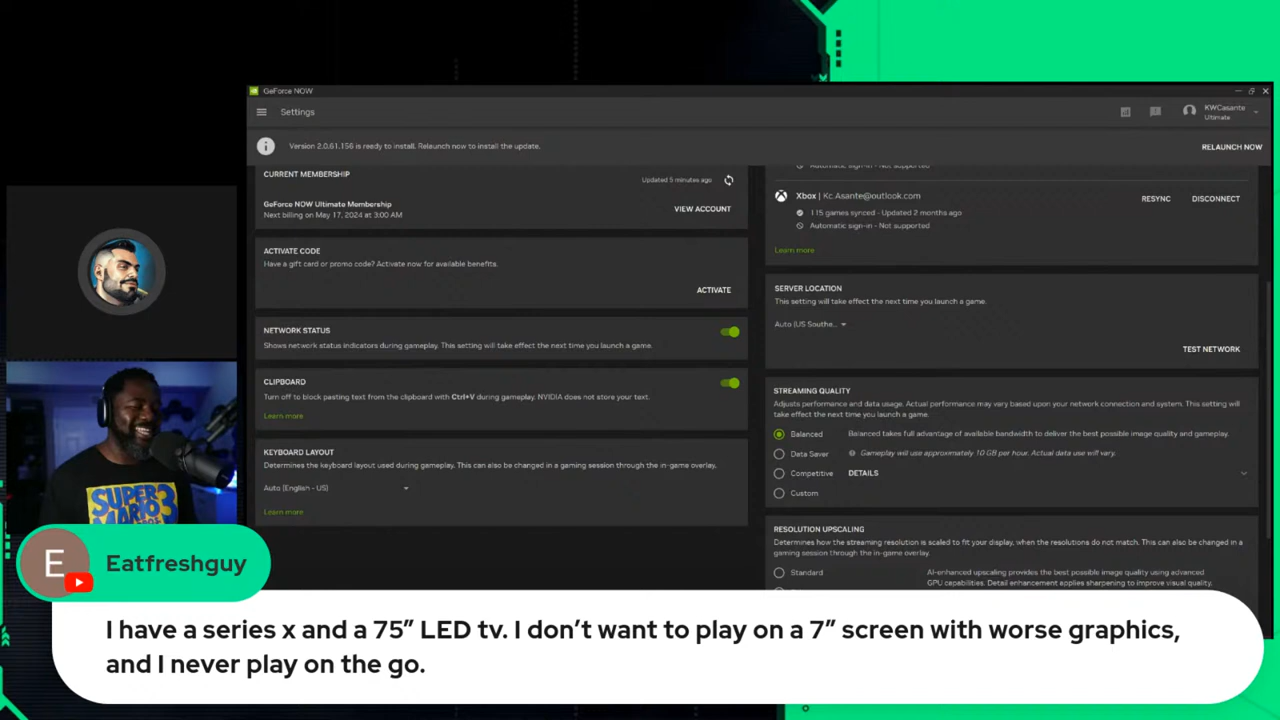 GeForce NOW
Settings
KWCasante
Ultimate
Version 2.0.61.156 is ready to install. Relaunch now to install the update.
RELAUNCH NOW
CURRENT MEMBERSHIP
Updated 5 minutes ago
GeForce NOW Ultimate Membership
Next billing on May 17, 2024 at 3:00 AM
VIEW ACCOUNT
ACTIVATE CODE
Have a gift card or promo code? Activate now for available benefits.
ACTIVATE
NETWORK STATUS
Shows network status indicators during gameplay. This setting will take effect the next time you launch a game.
CLIPBOARD
Turn off to block pasting text from the clipboard with Ctrl+V during gameplay. NVIDIA does not store your text.
Learn more
KEYBOARD LAYOUT
Determines the keyboard layout used during gameplay. This can also be changed in a gaming session through the in-game overlay.
Auto (English - US)
Learn more
Automatic sign-in - Not supported
Xbox | Kc.Asante@outlook.com
RESYNC
DISCONNECT
115 games synced - Updated 2 months ago
Automatic sign-in - Not supported
Learn more
SERVER LOCATION
This setting will take effect the next time you launch a game.
Auto (US Southe...
TEST NETWORK
STREAMING QUALITY
Adjusts performance and data usage. Actual performance may vary based upon your network connection and system. This setting will
take effect the next time you launch a game.
Balanced
Balanced takes full advantage of available bandwidth to deliver the best possible image quality and gameplay.
Data Saver
Gameplay will use approximately 10 GB per hour. Actual data use will vary.
Competitive
DETAILS
Custom
RESOLUTION UPSCALING
Determines how the streaming resolution is scaled to fit your display, when the resolutions do not match. This can also be changed in a
gaming session through the in-game overlay.
Standard
AI-enhanced upscaling provides the best possible image quality using advanced
GPU capabilities. Detail enhancement applies sharpening to improve visual quality.
SUPER
MARIO
3
E
Eatfreshguy
I have a series x and a 75” LED tv. I don’t want to play on a 7” screen with worse graphics,
and I never play on the go.